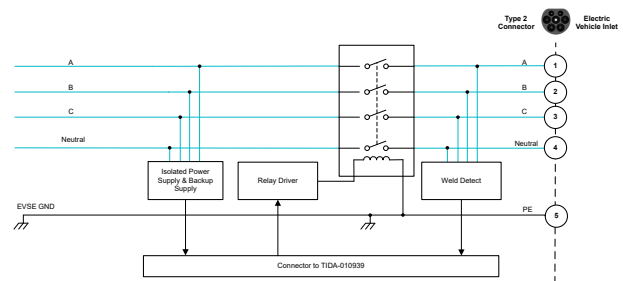 Type 2
Connector
Electric
Vehicle Inlet
A
A
1
B
B
2
C
C
3
Neutral
Neutral
4
Isolated Power
Supply & Backup
Supply
Relay Driver
Weld Detect
EVSE GND
PE
5
Connector to TIDA-010939